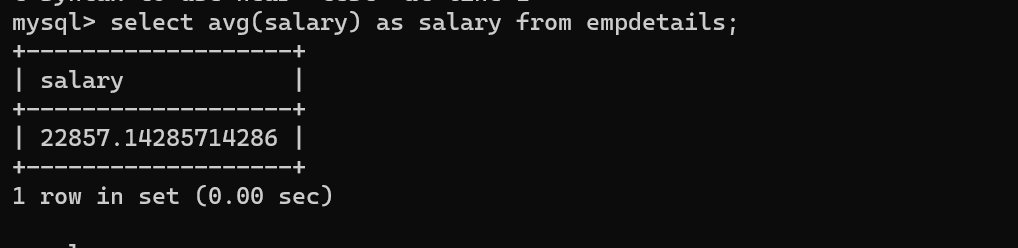 mysql> select avg(salary) as salary from empdetails;
+-------------------+
| salary            |
+-------------------+
| 22857.14285714286 |
+-------------------+
1 row in set (0.00 sec)